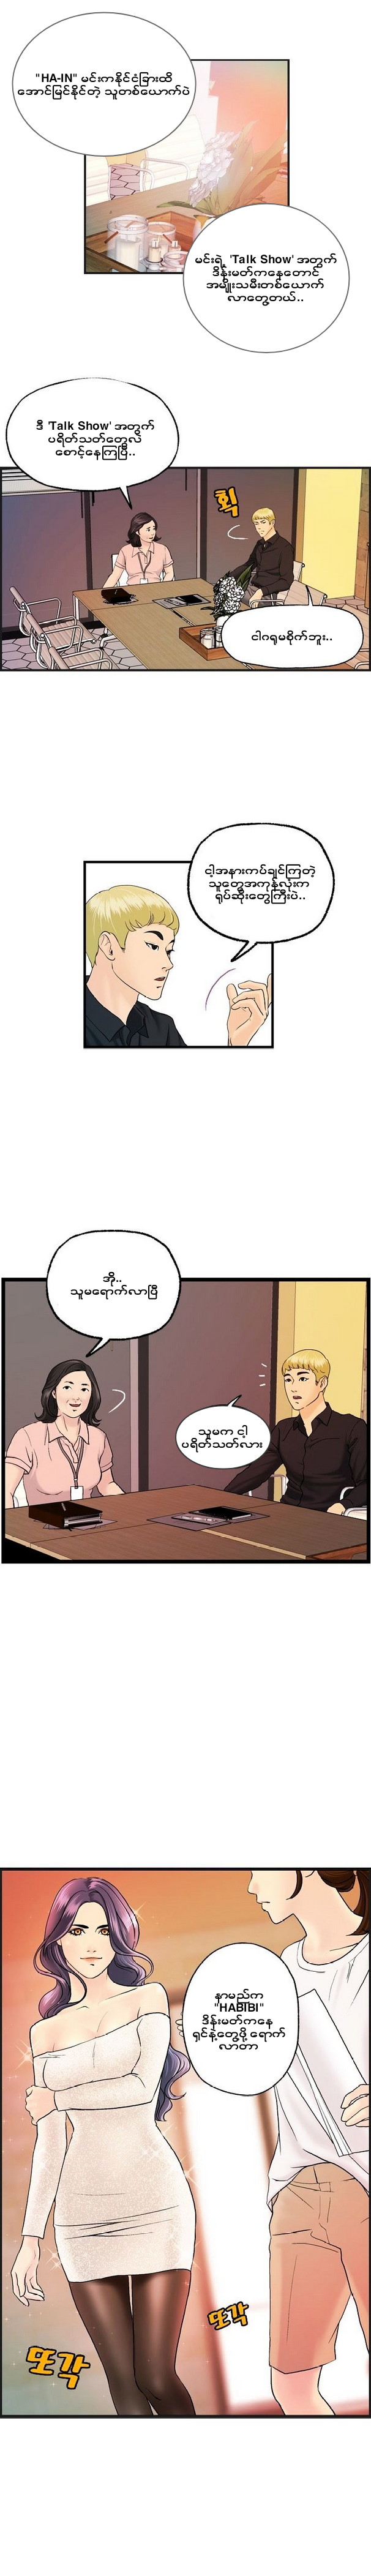 "HA-IN" မင်းကနိုင်ငံခြားထိ
အောင်မြင်နိုင်တဲ့ သူတစ်ယောက်ပဲ
မင်းရဲ့ 'Talk Show' အတွက်
ဒိန်းမတ်ကနေတောင်
အမျိုးသမီးတစ်ယောက်
လာတွေ့တယ်..
ဒီ 'Talk Show' အတွက်
ပရိတ်သတ်တွေလဲ
စောင့်နေကြပြီ..
획
ငါဂရုမစိုက်ဘူး..
ငါ့အနားကပ်ချင်ကြတဲ့
သူတွေအကုန်လုံးက
ရုပ်ဆိုးတွေကြီးပဲ..
အို..
သူမရောက်လာပြီ
သူမက ငါ့
ပရိတ်သတ်လား
နာမည်က
"HABIBI"
ဒိန်းမတ်ကနေ
ရှင်နဲ့တွေ့ဖို့ ရောက်
လာတာ
또각
또각